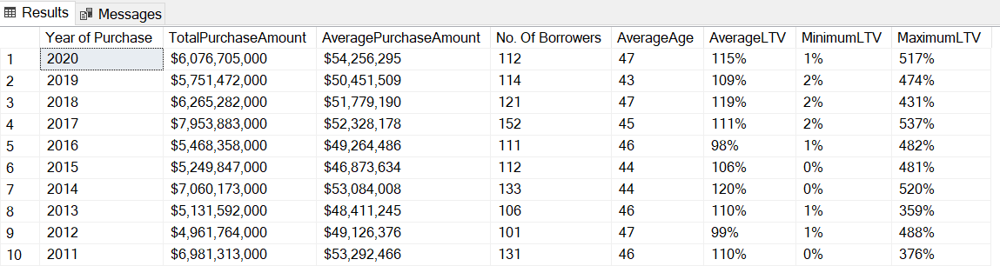 Results Messages
Year of Purchase TotalPurchaseAmount AveragePurchaseAmount No. Of Borrowers AverageAge AverageLTV MinimumLTV MaximumLTV
1 2020 $6,076,705,000 $54,256,295 112 47 115% 1% 517%
2 2019 $5,751,472,000 $50,451,509 114 43 109% 2% 474%
3 2018 $6,265,282,000 $51,779,190 121 47 119% 2% 431%
4 2017 $7,953,883,000 $52,328,178 152 45 111% 2% 537%
5 2016 $5,468,358,000 $49,264,486 111 46 98% 1% 482%
6 2015 $5,249,847,000 $46,873,634 112 44 106% 0% 481%
7 2014 $7,060,173,000 $53,084,008 133 44 120% 0% 520%
8 2013 $5,131,592,000 $48,411,245 106 46 110% 1% 359%
9 2012 $4,961,764,000 $49,126,376 101 47 99% 1% 488%
10 2011 $6,981,313,000 $53,292,466 131 46 110% 0% 376%